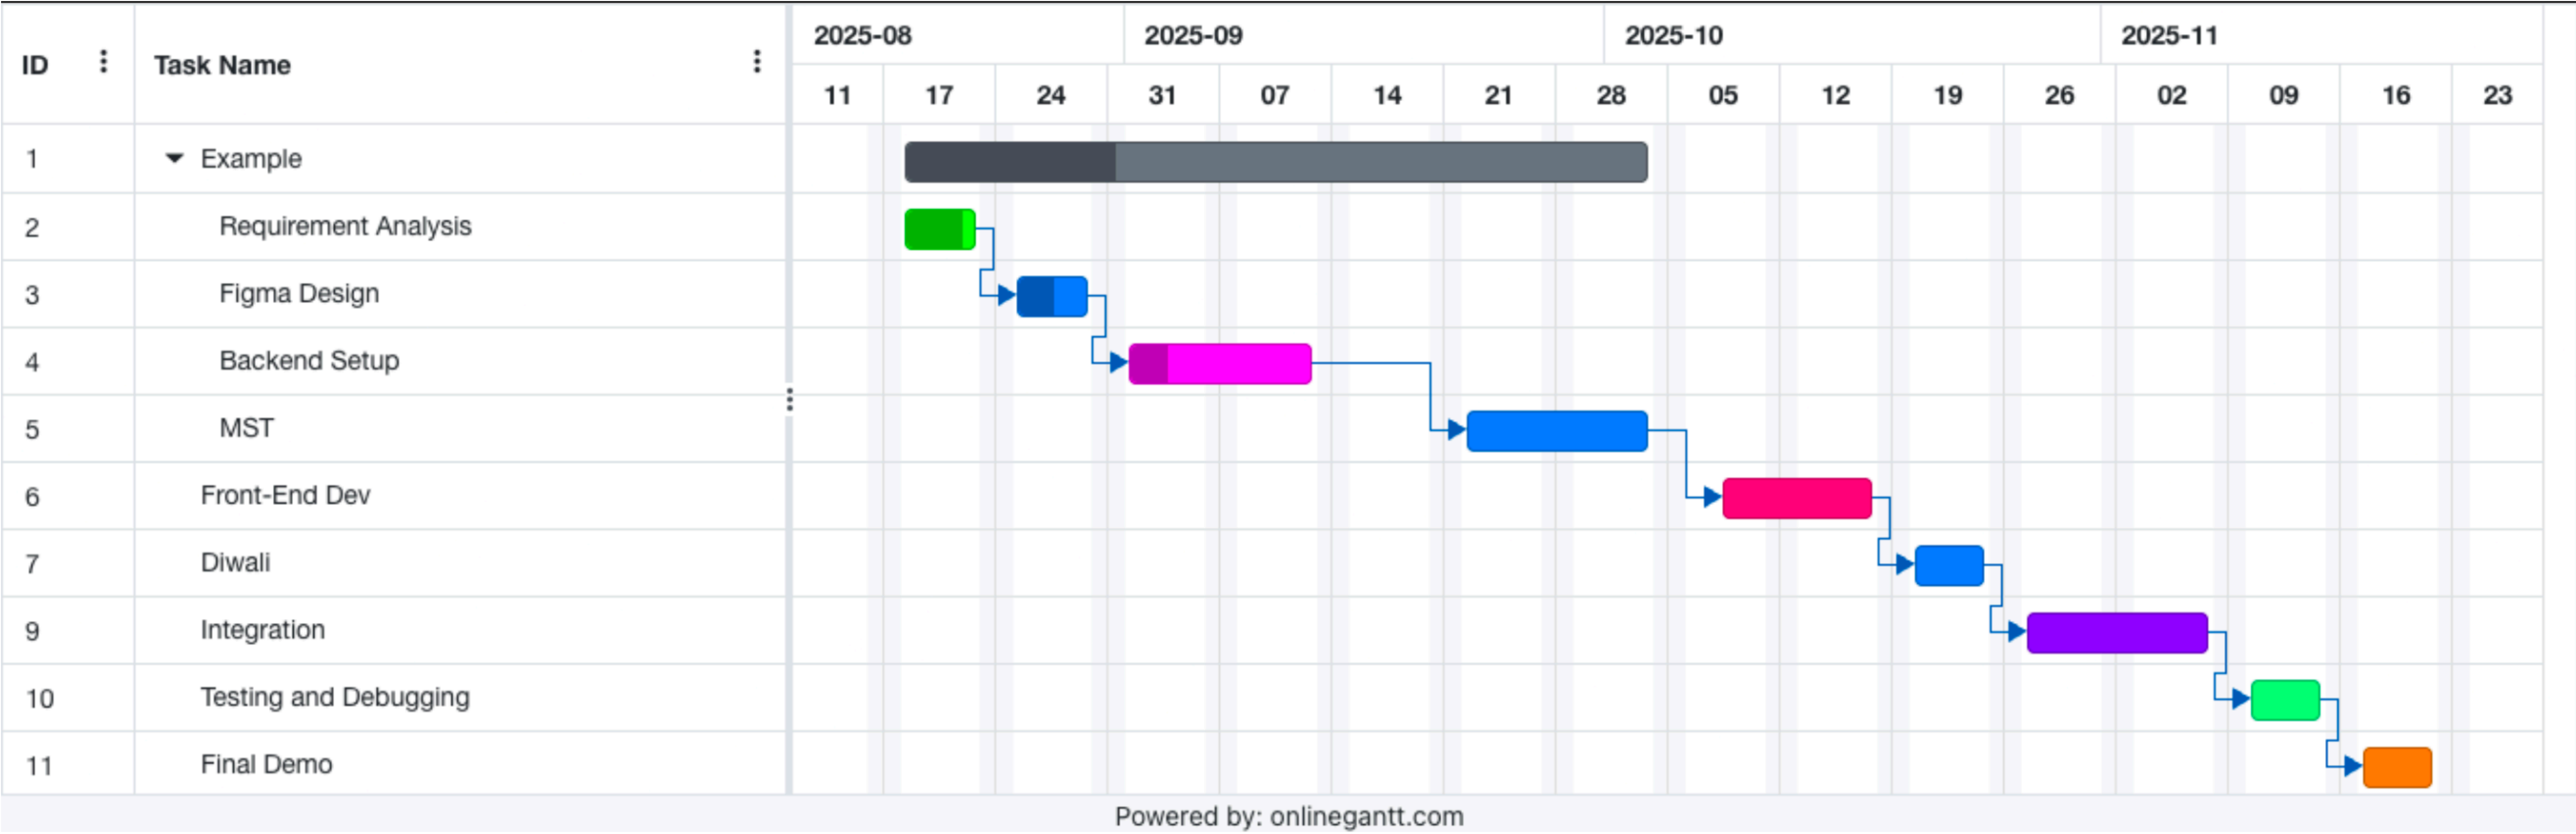 2025-08 2025-09 2025-10 2025-11
ID Task Name
11 17 24 31 07 14 21 28 05 12 19 26 02 09 16 23
1 Example
2 Requirement Analysis
3 Figma Design
4 Backend Setup
5 MST
6 Front-End Dev
7 Diwali
9 Integration
10 Testing and Debugging
11 Final Demo
Powered by: onlinegantt.com